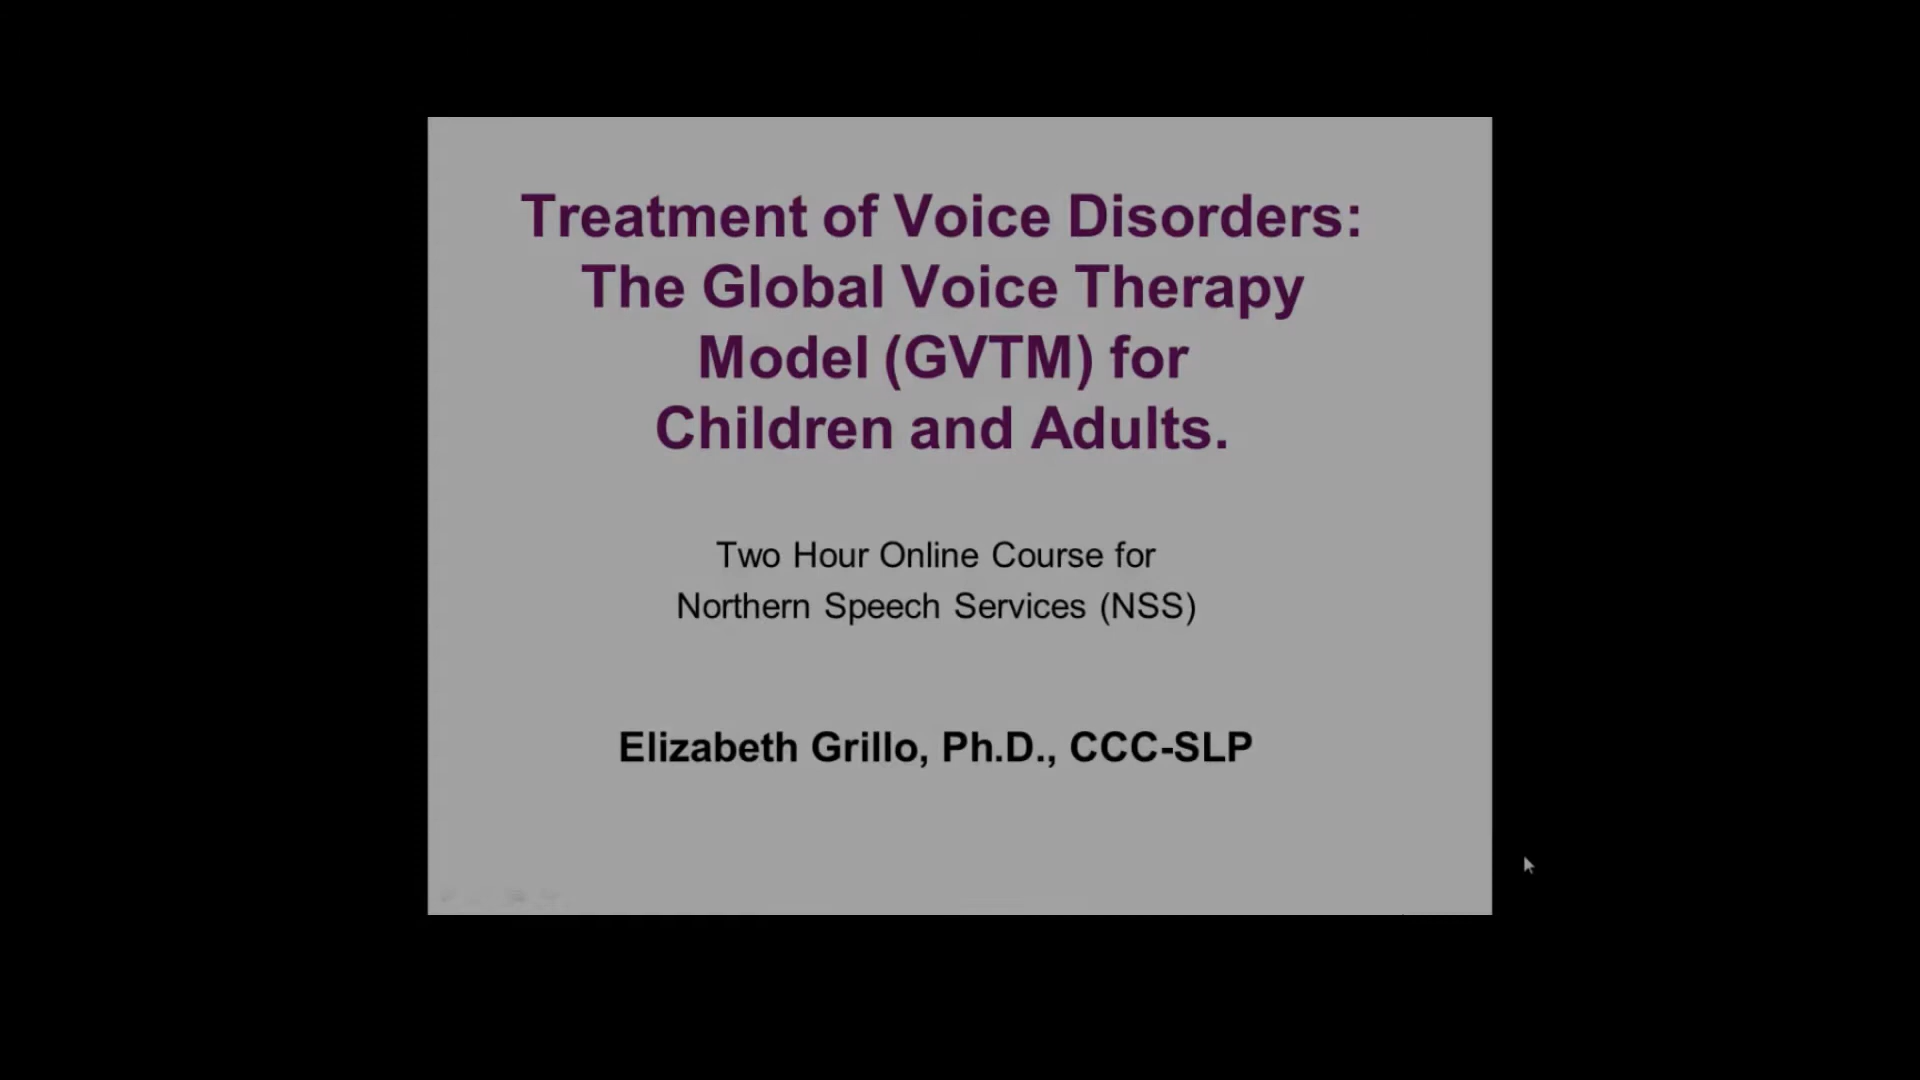 Treatment of Voice Disorders:
The Global Voice Therapy
Model (GVTM) for
Children and Adults.
Two Hour Online Course for
Northern Speech Services (NSS)
Elizabeth Grillo, Ph.D., CCC-SLP